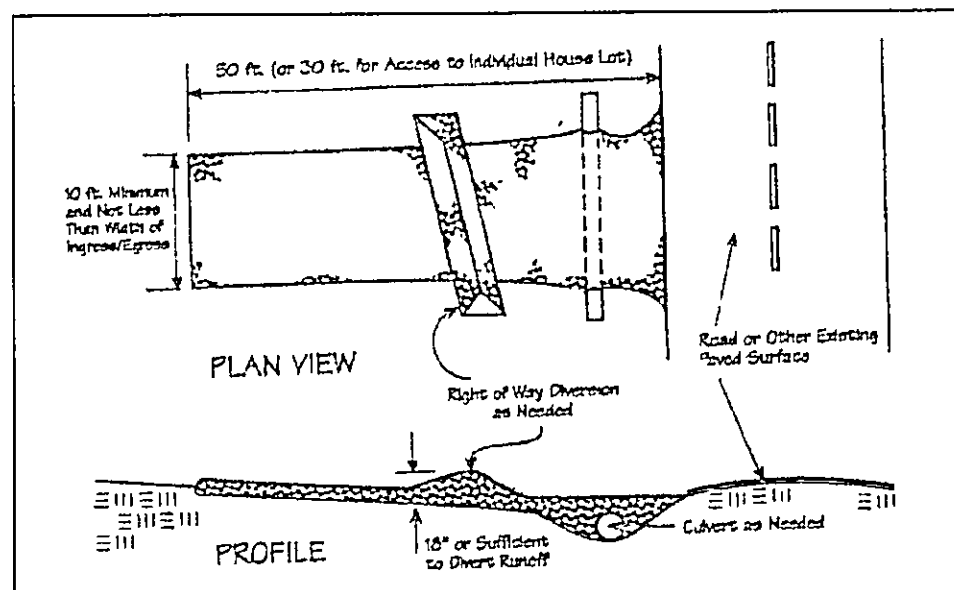 50 ft. (or 30 ft. for Access to Individual House Lot)
10 ft. Minimum
and Not Less
Than Width of
Ingress/Egress
PLAN VIEW
Road or Other Existing
Paved Surface
Right of Way Diversion
as Needed
Culvert as Needed
18" or Sufficient
to Divert Runoff
PROFILE